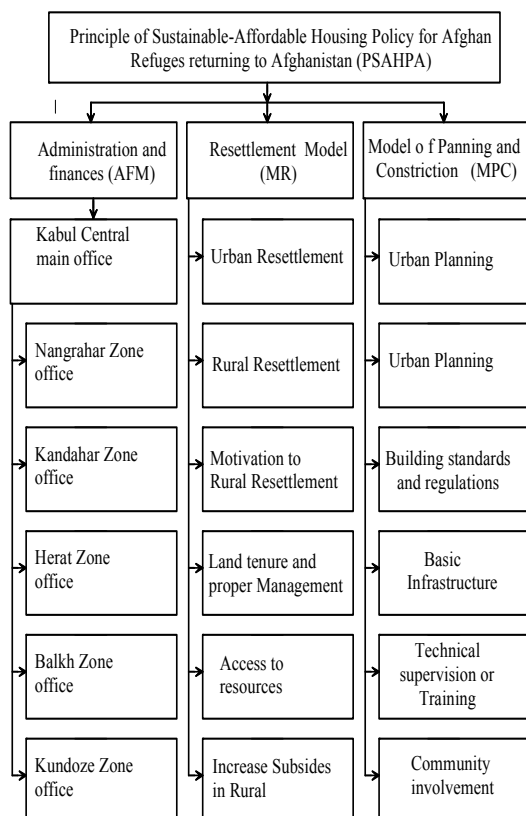 Principle of Sustainable-Affordable Housing Policy for Afghan
Refuges returning to Afghanistan (PSAHPA)
Administration and
finances (AFM)
Resettlement Model
(MR)
Model o f Panning and
Constriction (MPC)
Kabul Central
main office
Urban Resettlement
Urban Planning
Nangrahar Zone
office
Rural Resettlement
Urban Planning
Kandahar Zone
office
Motivation to
Rural Resettlement
Building standards
and regulations
Herat Zone
office
Land tenure and
proper Management
Basic
Infrastructure
Balkh Zone
office
Access to
resources
Technical
supervision or
Training
Kundoze Zone
office
Increase Subsides
in Rural
Community
involvement